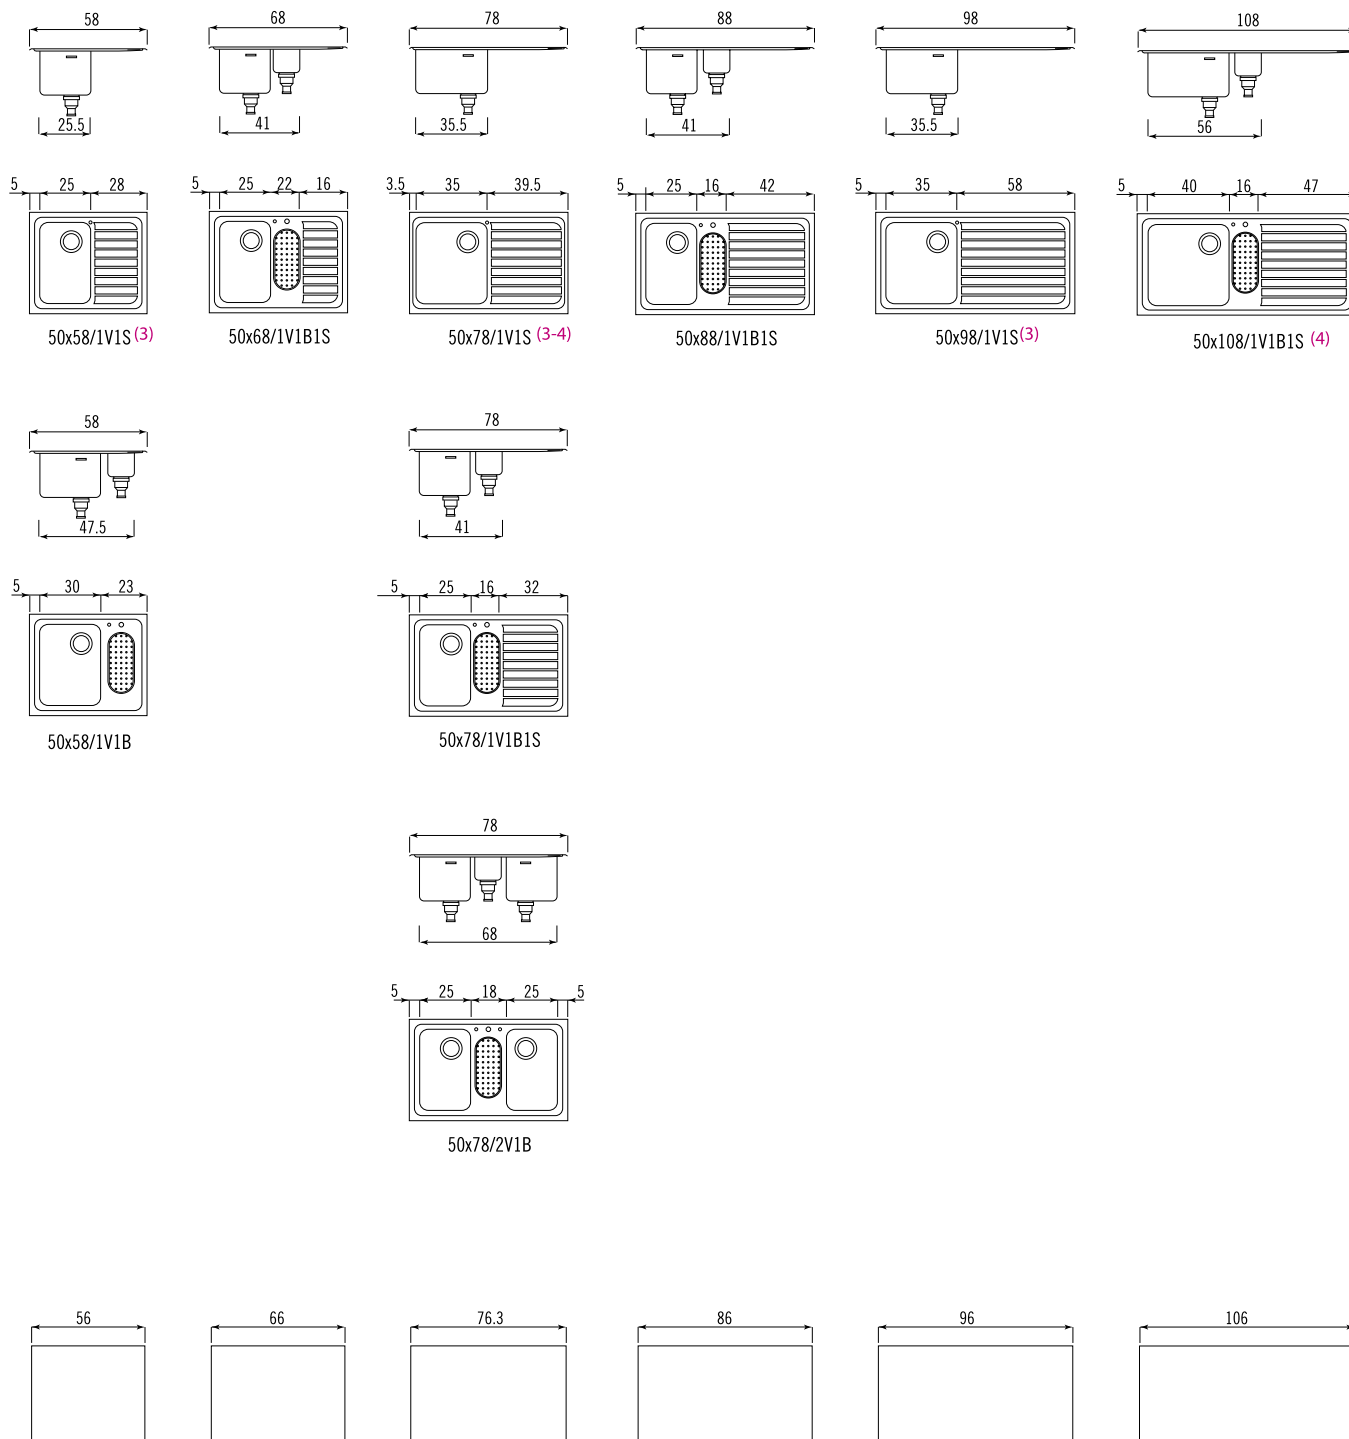 58 68 78 88 98 108
25.5 41 35.5 41 35.5 56
5 25 28 5 25 22 16 3.5 35 39.5 5 25 16 42 5 35 58 5 40 16 47
50x58/1V1S (3) 50x68/1V1B1S 50x78/1V1S (3-4) 50x88/1V1B1S 50x98/1V1S(3) 50x108/1V1B1S (4)
58 78
47.5 41
5 30 23 5 25 16 32
50x58/1V1B 50x78/1V1B1S
78
68
5 25 18 25 5
50x78/2V1B
56 66 76.3 86 96 106